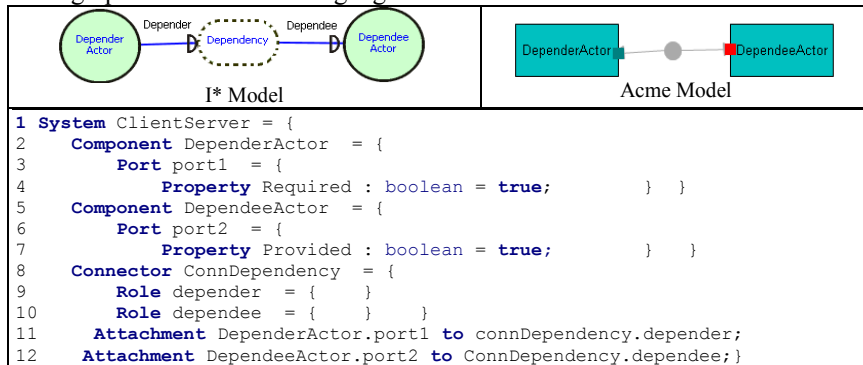 Depender
Dependee
Depender
Actor
Dependency
Dependee
Actor
I* Model
DependerActor
DependeeActor
Acme Model
1 System ClientServer = {
2 Component DependerActor = {
3 Port port1 = {
4 Property Required : boolean = true; } }
5 Component DependeeActor = {
6 Port port2 = {
7 Property Provided : boolean = true; } }
8 Connector ConnDependency = {
9 Role depender = { }
10 Role dependee = { } }
11 Attachment DependerActor.port1 to connDependency.depender;
12 Attachment DependeeActor.port2 to ConnDependency.dependee;}